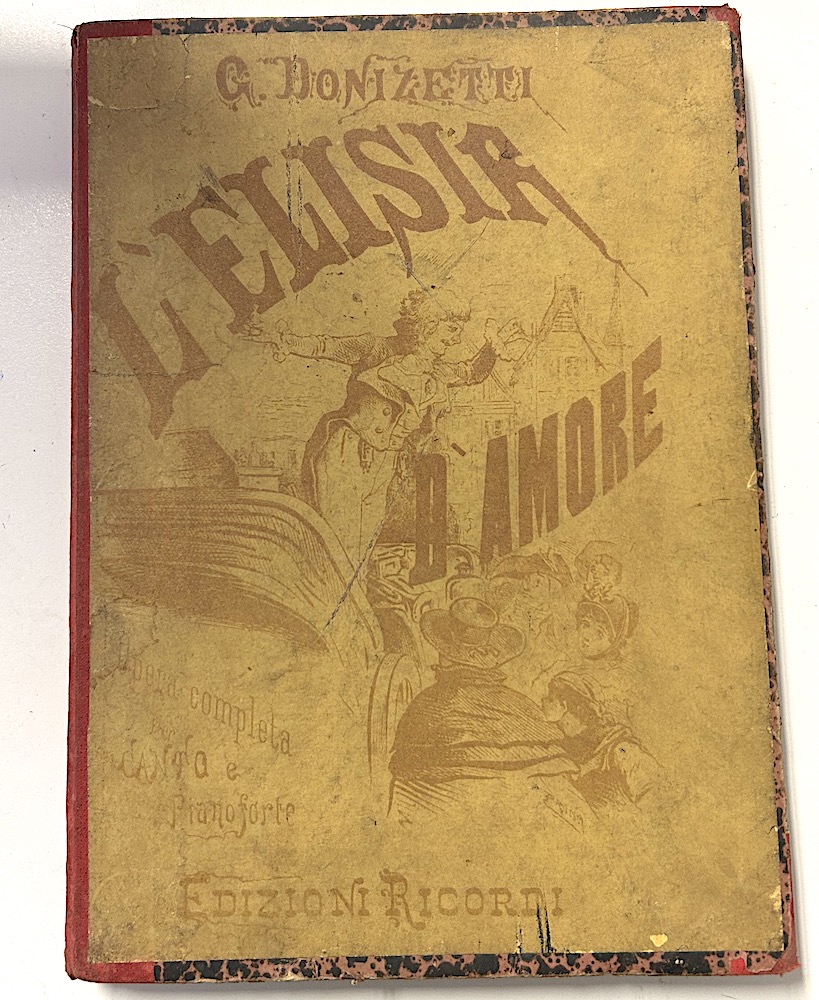 G. DONIZETTI
L'ELISIR
D'AMORE
Opera completa
per
CANTO e
Pianoforte
EDIZIONI RICORDI